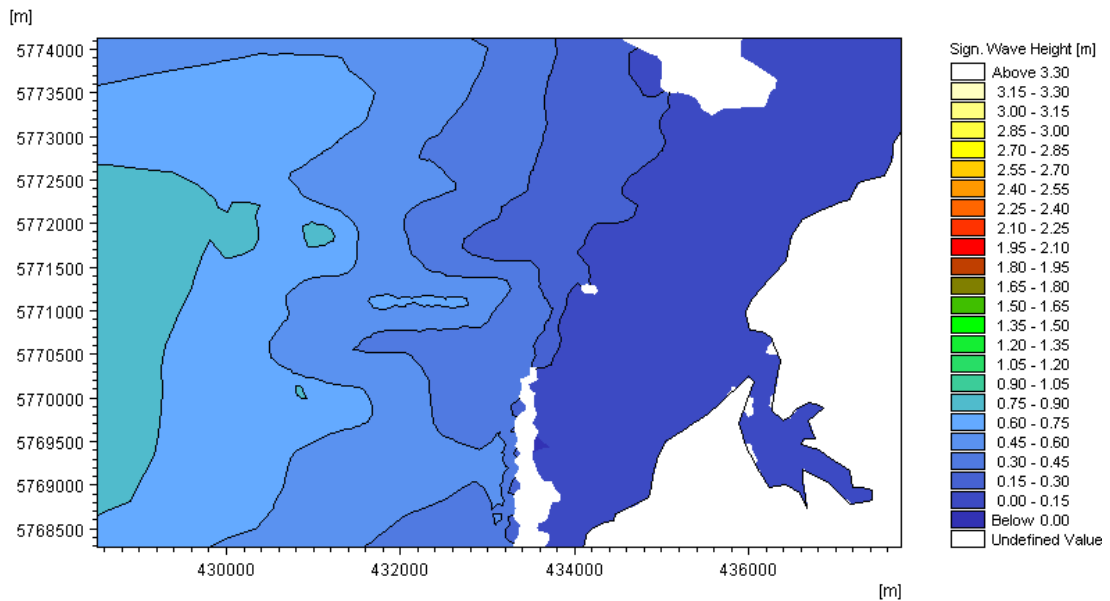 [m]
5774000
5773500
5773000
5772500
5772000
5771500
5771000
5770500
5770000
5769500
5769000
5768500
430000
432000
434000
436000
[m]
Sign. Wave Height [m]
Above 3.30
3.15 - 3.30
3.00 - 3.15
2.85 - 3.00
2.70 - 2.85
2.55 - 2.70
2.40 - 2.55
2.25 - 2.40
2.10 - 2.25
1.95 - 2.10
1.80 - 1.95
1.65 - 1.80
1.50 - 1.65
1.35 - 1.50
1.20 - 1.35
1.05 - 1.20
0.90 - 1.05
0.75 - 0.90
0.60 - 0.75
0.45 - 0.60
0.30 - 0.45
0.15 - 0.30
0.00 - 0.15
Below 0.00
Undefined Value